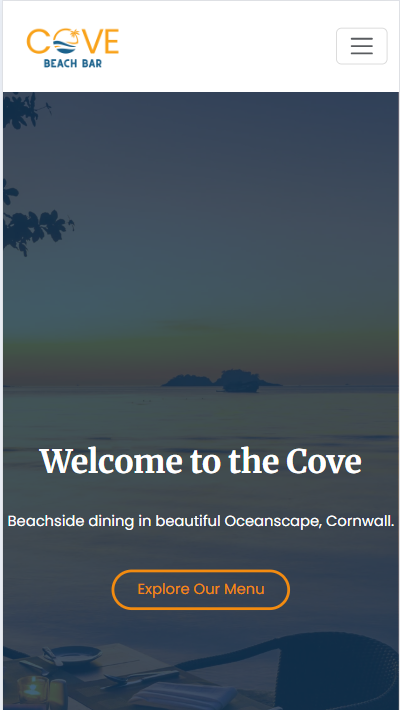 COVE
BEACH BAR
Welcome to the Cove
Beachside dining in beautiful Oceanscape, Cornwall.
Explore Our Menu